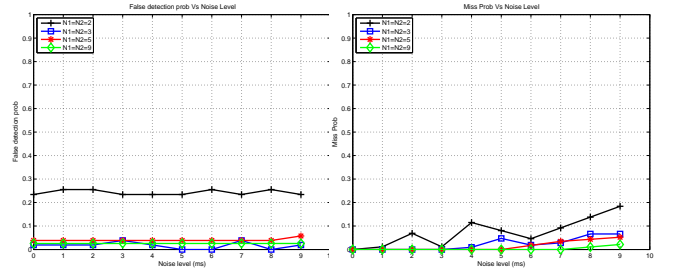 False detection prob Vs Noise Level
1
0.9
0.8
0.7
0.6
0.5
0.4
0.3
0.2
0.1
0
False detection prob
N1=N2=2
N1=N2=3
N1=N2=5
N1=N2=9
0 1 2 3 4 5 6 7 8 9 1
Noise level (ms)
Miss Prob Vs Noise Level
1
0.9
0.8
0.7
0.6
0.5
0.4
0.3
0.2
0.1
0
Miss Prob
N1=N2=2
N1=N2=3
N1=N2=5
N1=N2=9
0 1 2 3 4 5 6 7 8 9 10
Noise level (ms)